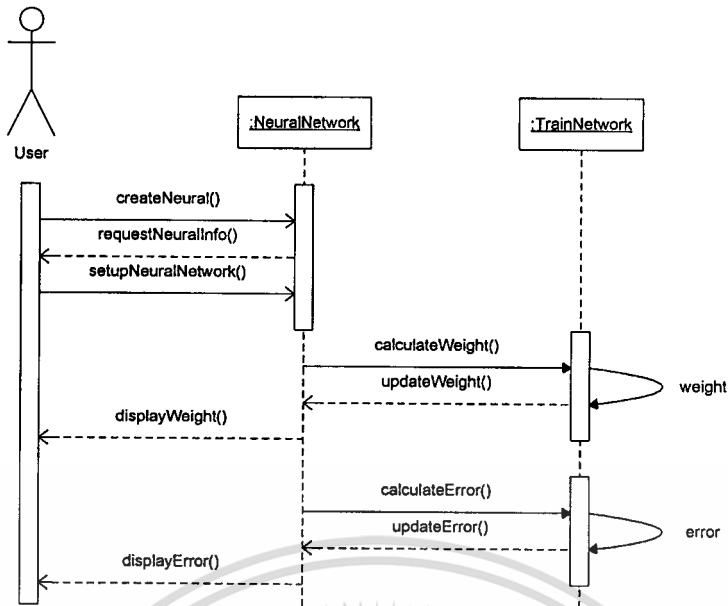 :NeuralNetwork
:TrainNetwork
User
createNeural()
requestNeuralInfo()
setupNeuralNetwork()
calculateWeight()
updateWeight()
weight
displayWeight()
calculateError()
updateError()
error
displayError()